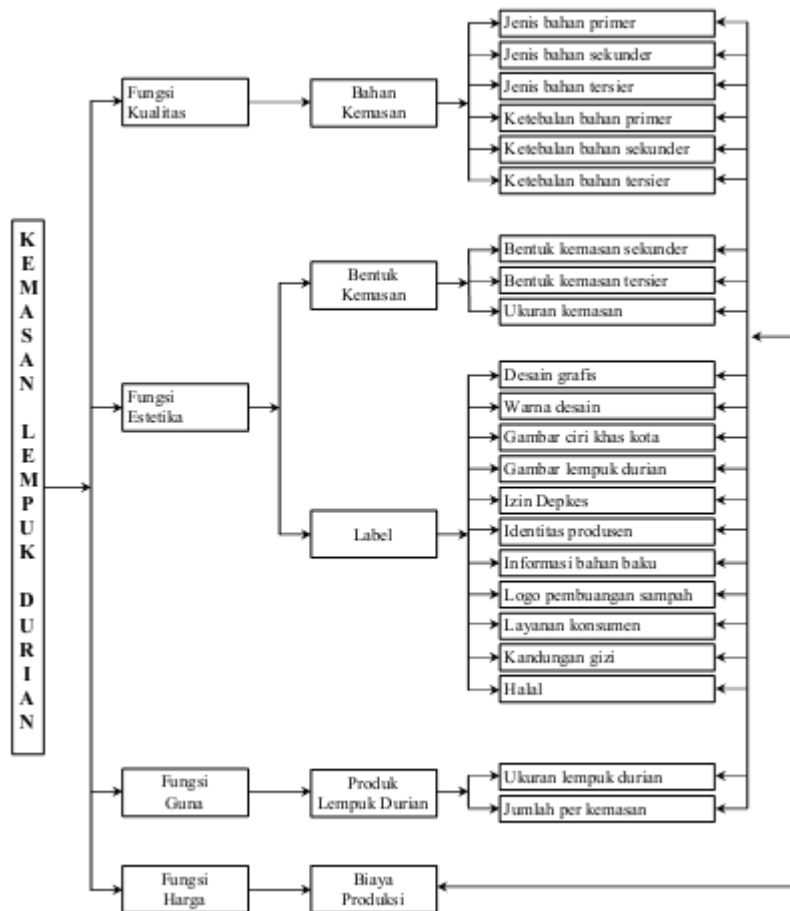 KEMASAN LEMPUK DURIAN
Fungsi
Kualitas
Bahan
Kemasan
Jenis bahan primer
Jenis bahan sekunder
Jenis bahan tersier
Ketebalan bahan primer
Ketebalan bahan sekunder
Ketebalan bahan tersier
Fungsi
Estetika
Bentuk
Kemasan
Bentuk kemasan sekunder
Bentuk kemasan tersier
Ukuran kemasan
Label
Desain grafis
Warna desain
Gambar ciri khas kota
Gambar lempuk durian
Izin Depkes
Identitas produsen
Informasi bahan baku
Logo pembuangan sampah
Layanan konsumen
Kandungan gizi
Halal
Fungsi
Guna
Produk
Lempuk Durian
Ukuran lempuk durian
Jumlah per kemasan
Fungsi
Harga
Biaya
Produksi